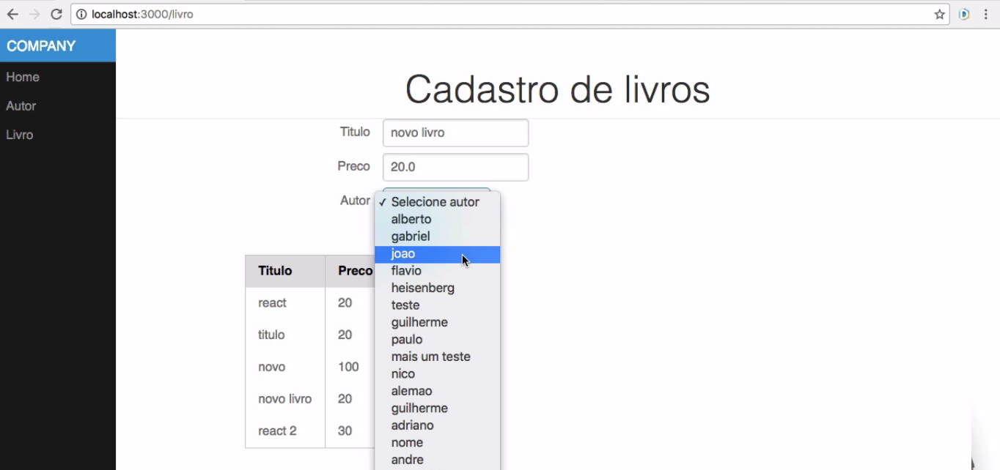 localhost:3000/livro
COMPANY
Home
Autor
Livro
Cadastro de livros
Titulo novo livro
Preco 20.0
Autor
✓ Selecione autor
alberto
gabriel
joao
flavio
heisenberg
teste
guilherme
paulo
mais um teste
nico
alemao
guilherme
adriano
nome
andre
Titulo Preco
react 20
titulo 20
novo 100
novo livro 20
react 2 30